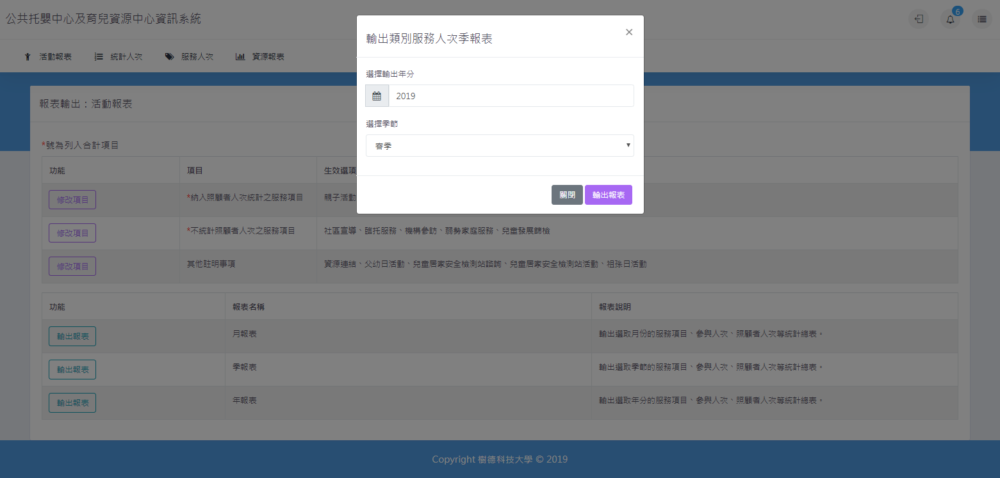 公共托嬰中心及育兒資源中心資訊系統
6
活動報表 統計人次 服務人次 資源報表
輸出類別服務人次季報表
×
選擇輸出年分
2019
選擇季節
春季
關閉 輸出報表
報表輸出：活動報表
*號為列入合計項目
功能 項目 生效選項
修改項目 *納入照顧者人次統計之服務項目 親子活動
修改項目 *不統計照顧者人次之服務項目 社區宣導、臨托服務、機構參訪、弱勢家庭服務、兒童發展篩檢
修改項目 其他註明事項 資源連結、父幼日活動、兒童居家安全檢測站諮詢、兒童居家安全檢測站活動、祖孫日活動
功能 報表名稱 報表說明
輸出報表 月報表 輸出選取月份的服務項目、參與人次、照顧者人次等統計總表。
輸出報表 季報表 輸出選取季節的服務項目、參與人次、照顧者人次等統計總表。
輸出報表 年報表 輸出選取年分的服務項目、參與人次、照顧者人次等統計總表。
Copyright 樹德科技大學 © 2019